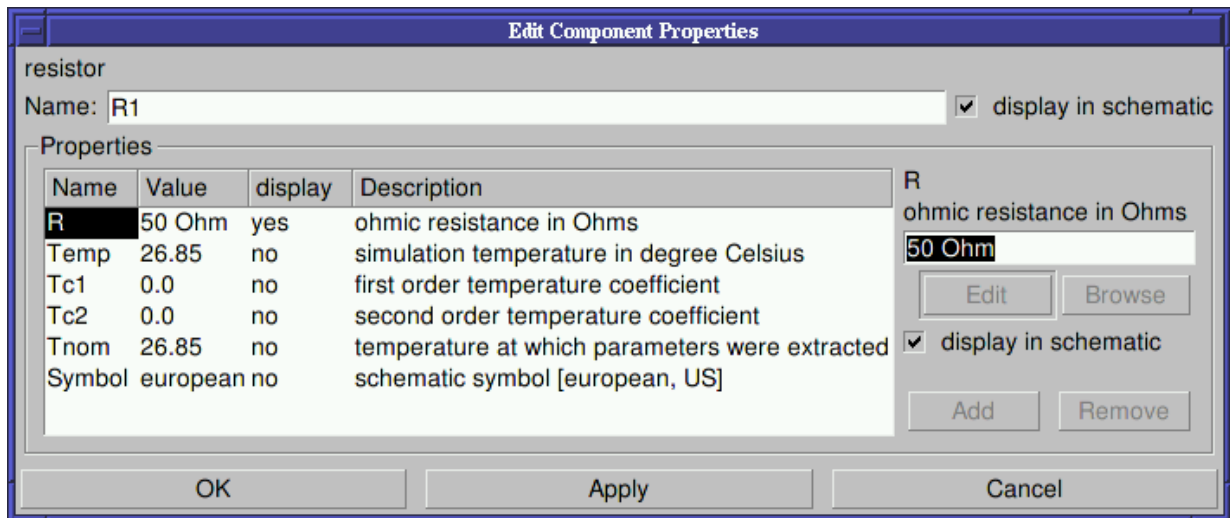 Edit Component Properties
resistor
Name: R1 display in schematic
Properties
Name Value display Description
R 50 Ohm yes ohmic resistance in Ohms
Temp 26.85 no simulation temperature in degree Celsius
Tc1 0.0 no first order temperature coefficient
Tc2 0.0 no second order temperature coefficient
Tnom 26.85 no temperature at which parameters were extracted
Symbol european no schematic symbol [european, US]
R
ohmic resistance in Ohms
50 Ohm
Edit Browse
display in schematic
Add Remove
OK Apply Cancel